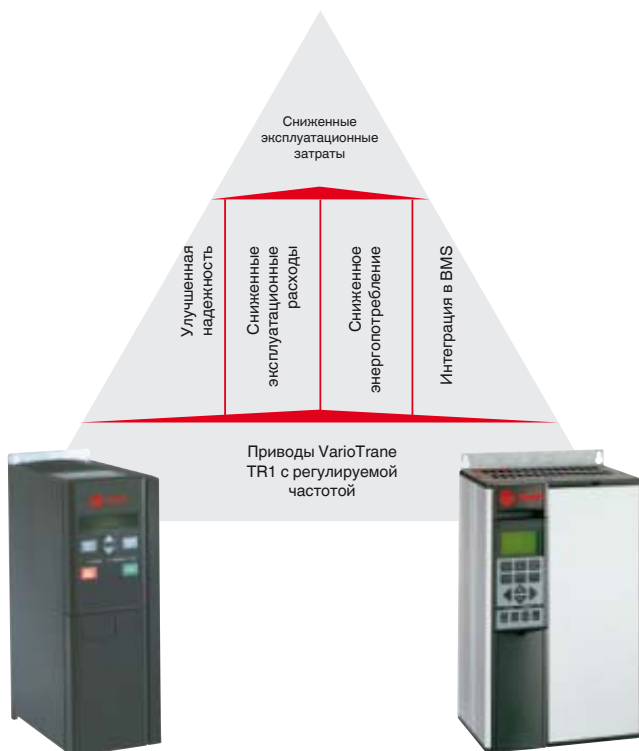 Сниженные
эксплуатационные
затраты
Улучшенная
надежность
Сниженные
эксплуатационные
расходы
Сниженное
энергопотребление
Интеграция в BMS
Приводы VarioTrane
TR1 с регулируемой
частотой